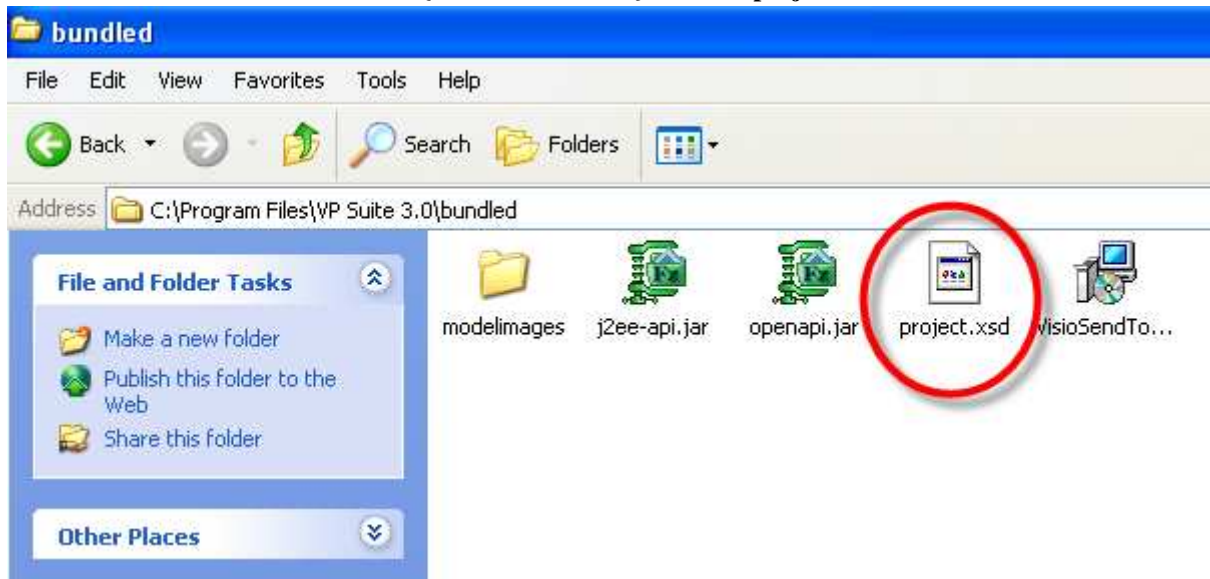 bundled
File Edit View Favorites Tools Help
Back Search Folders
Address C:\Program Files\VP Suite 3.0\bundled
File and Folder Tasks
Make a new folder
Publish this folder to the
Web
Share this folder
Other Places
modelimages j2ee-api.jar openapi.jar project.xsd VisioSendTo...